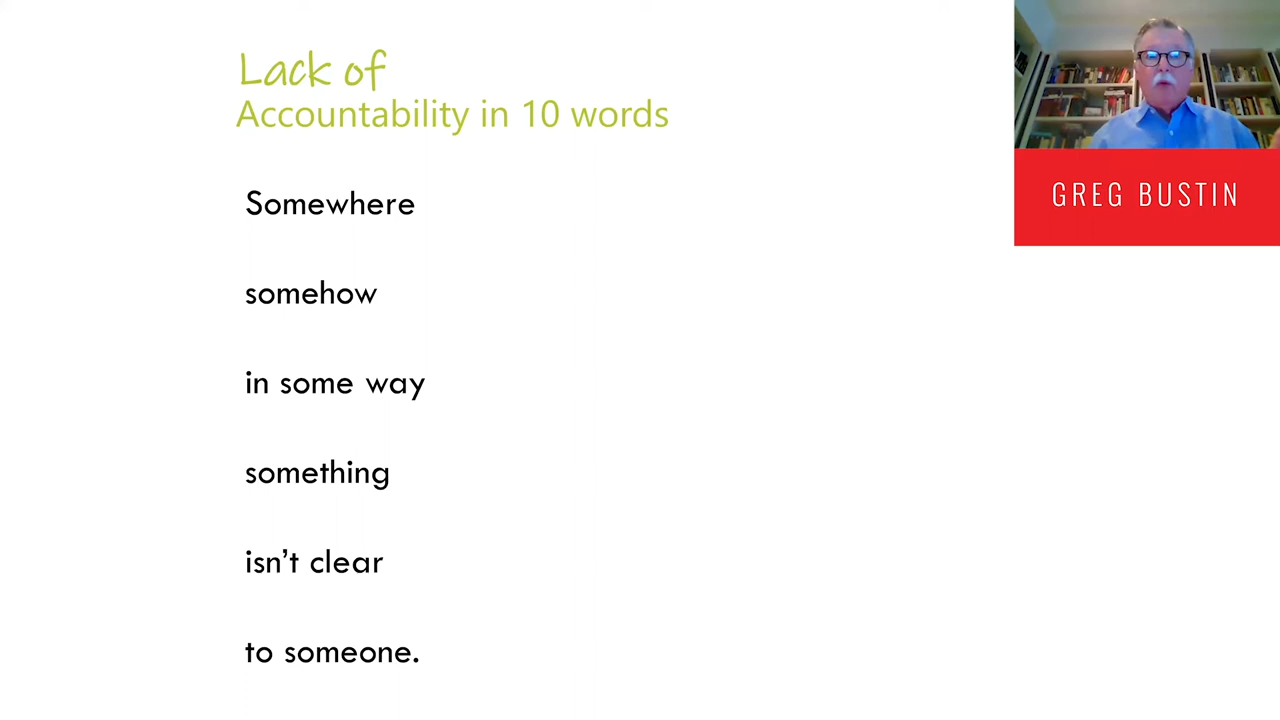 Lack of
Accountability in 10 words
GREG BUSTIN
Somewhere
somehow
in some way
something
isn’t clear
to someone.